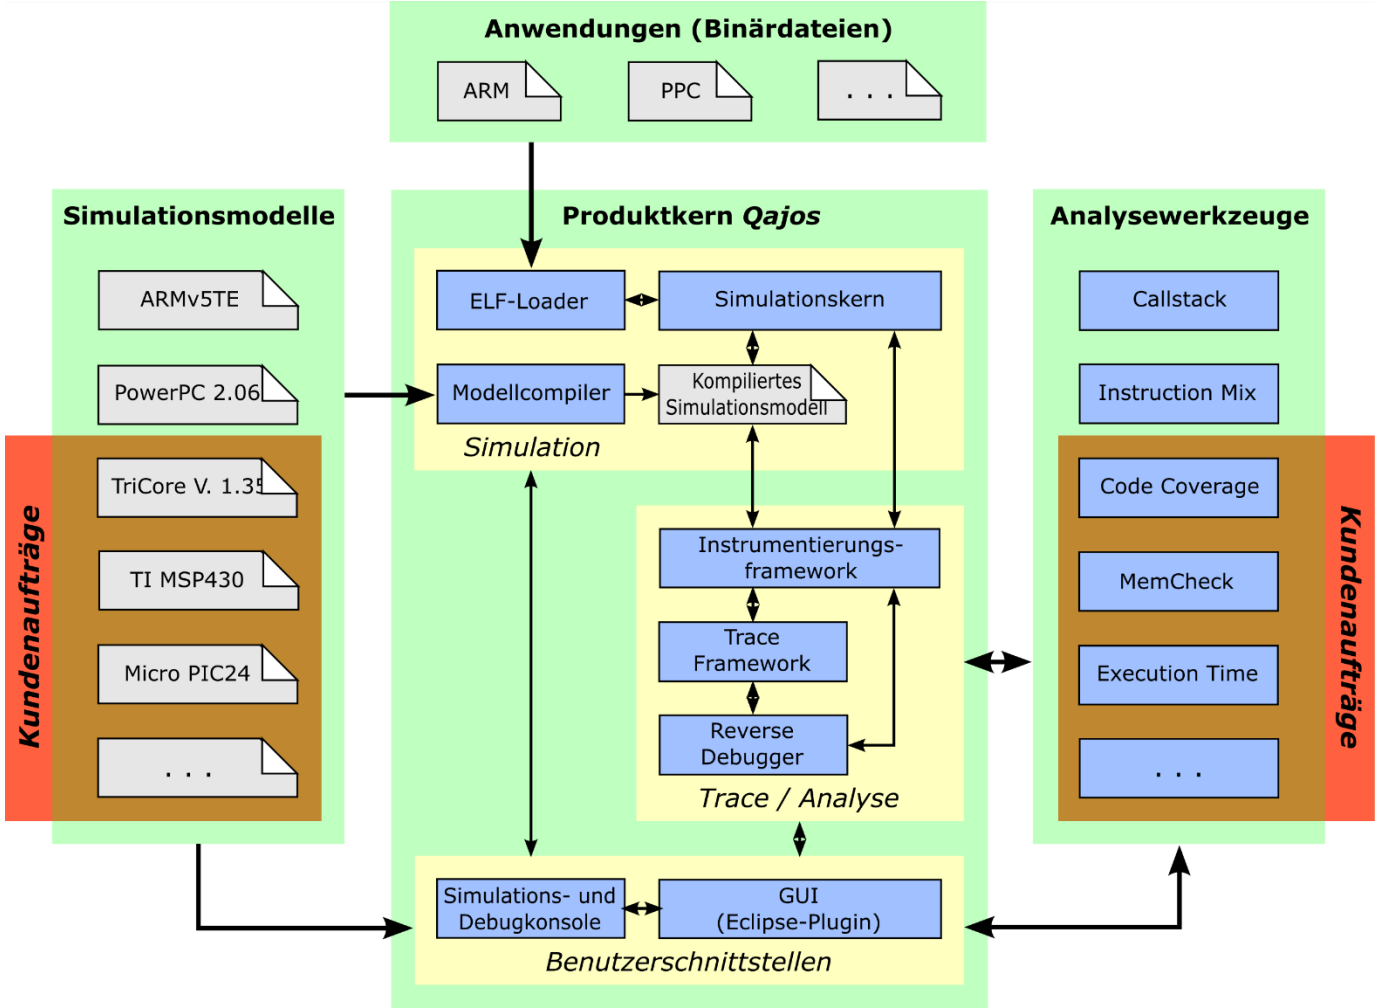 Anwendungen (Binärdateien)
ARM
PPC
. . .
Simulationsmodelle
ARMv5TE
PowerPC 2.06
TriCore V. 1.35
TI MSP430
Micro PIC24
. . .
Kundenaufträge
Produktkern Qajos
ELF-Loader
Simulationskern
Modellcompiler
Kompiliertes
Simulationsmodell
Simulation
Instrumentierungs-
framework
Trace
Framework
Reverse
Debugger
Trace / Analyse
Simulations- und
Debugkonsole
GUI
(Eclipse-Plugin)
Benutzerschnittstellen
Analysewerkzeuge
Callstack
Instruction Mix
Code Coverage
MemCheck
Execution Time
. . .
Kundenaufträge